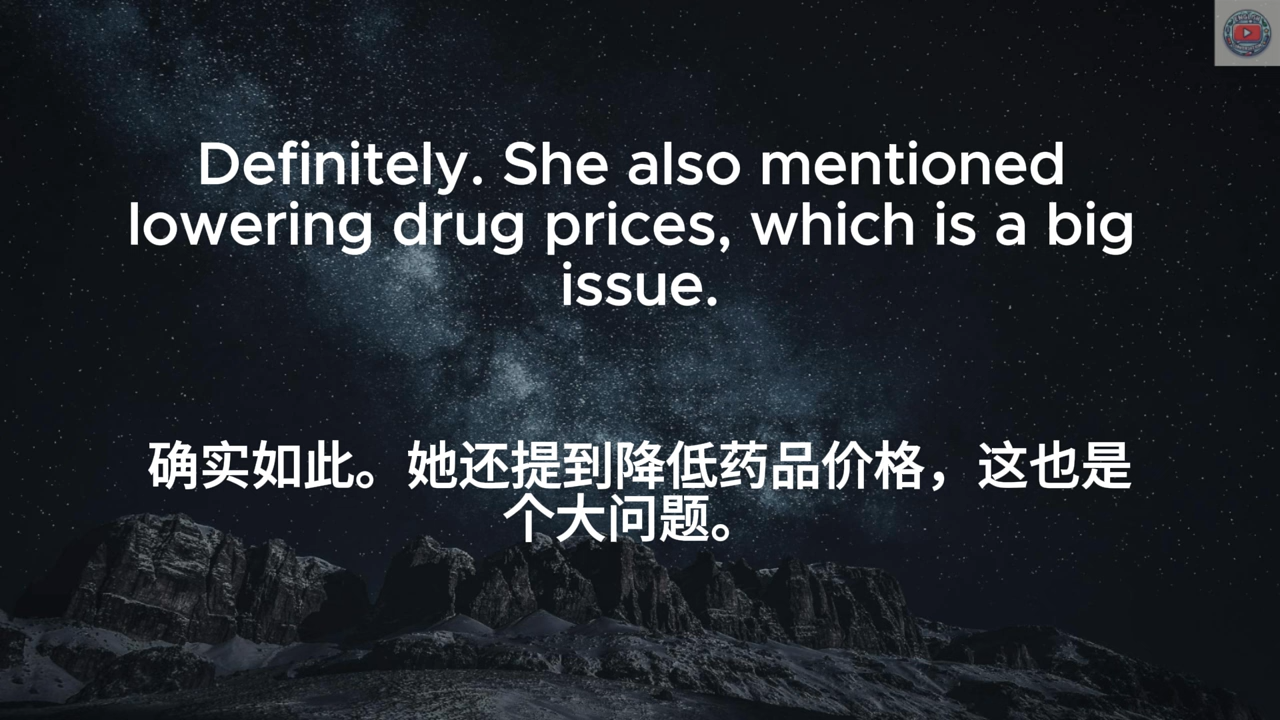 Definitely. She also mentioned
lowering drug prices, which is a big
issue.
确实如此。她还提到降低药品价格，这也是
个大问题。